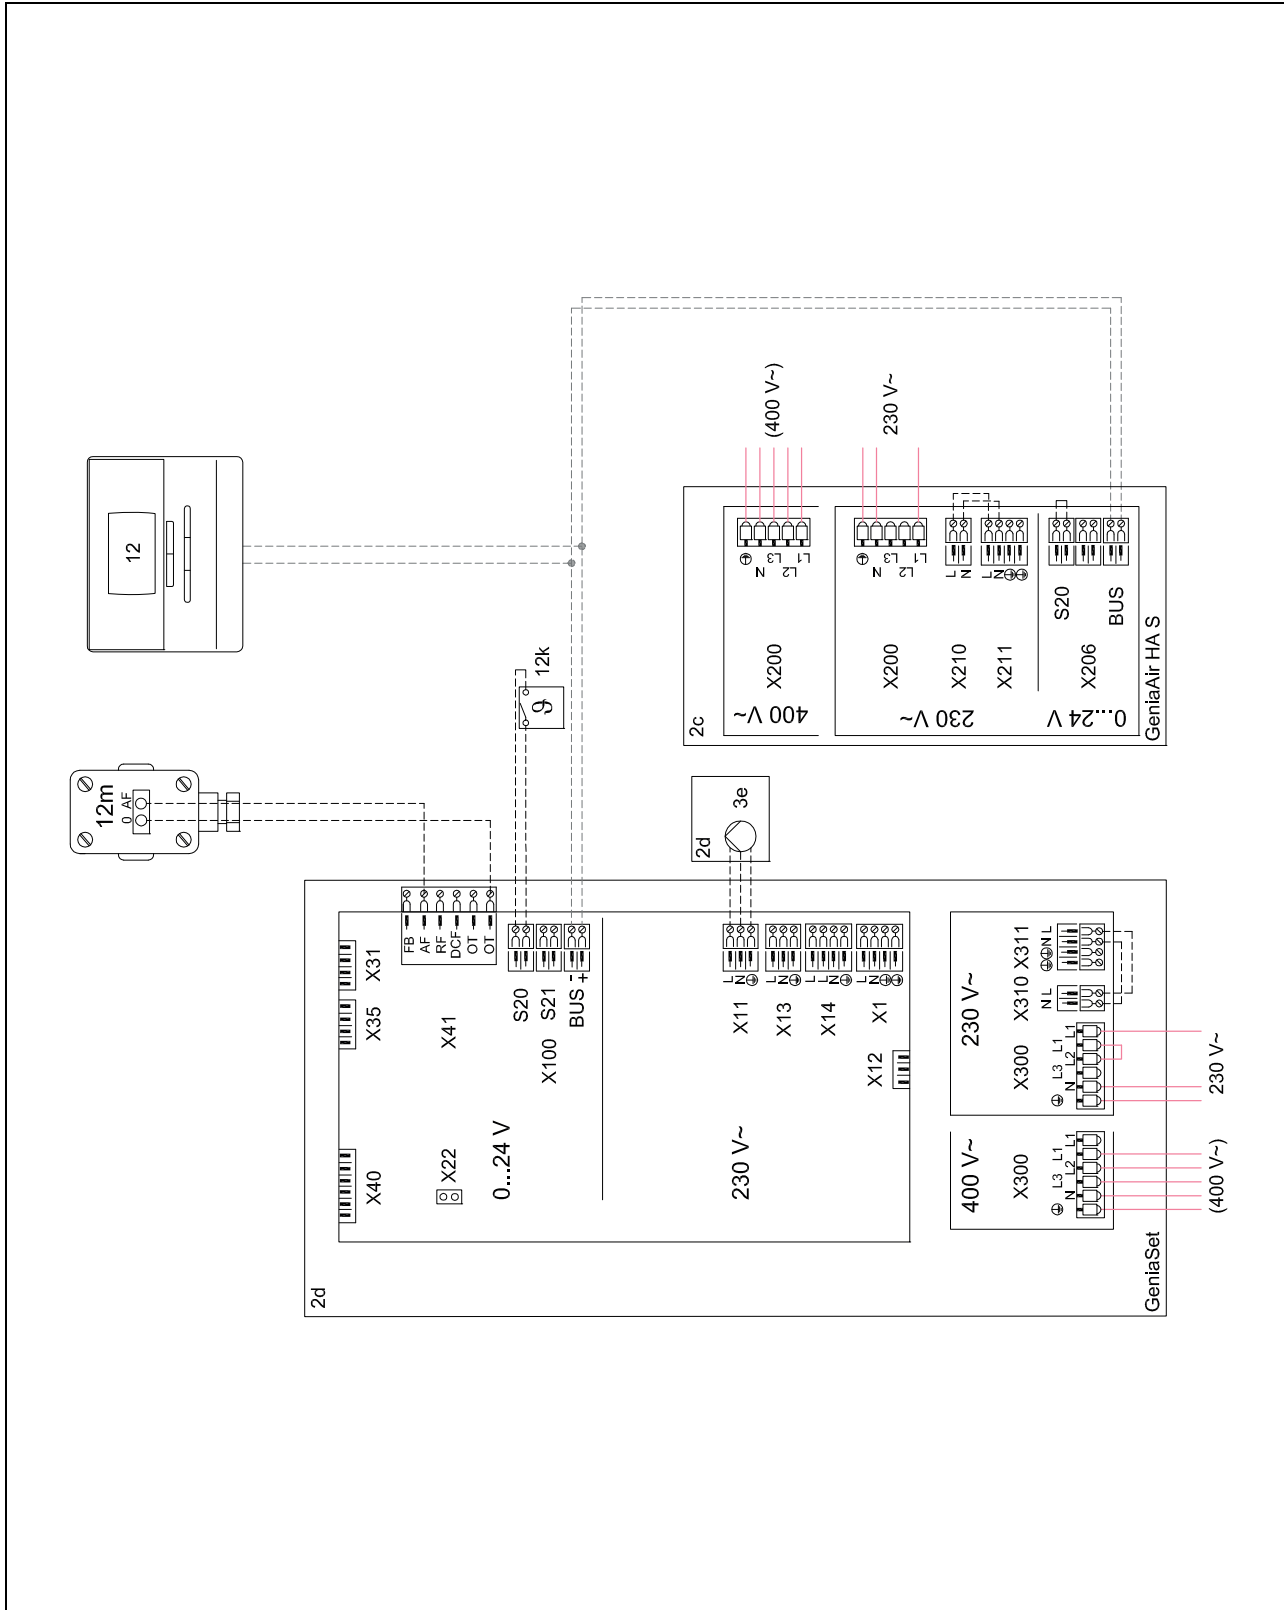 12
12m
0 AF
12k
ϑ
(400 V~)
230 V~
2c
X200
400 V~
N
L3
L2
L1
X200
N
L3
L2
L1
X210
L
N
X211
L
N
230 V~
S20
X206
BUS
0...24 V
GeniaAir HA S
2d
3e
2d
X31
X35
X40
FB
AF
RF
DCF
OT
OT
X41
X22
S20
S21
X100
BUS
-
+
0...24 V
230 V~
X11
L
N
X13
L
N
X14
L
L
N
X1
L
N
X12
230 V~
X311
N L
X310
N L
X300
L1
L1
L2
L3
N
400 V~
X300
L1
L1
L2
L3
N
230 V~
(400 V~)
GeniaSet